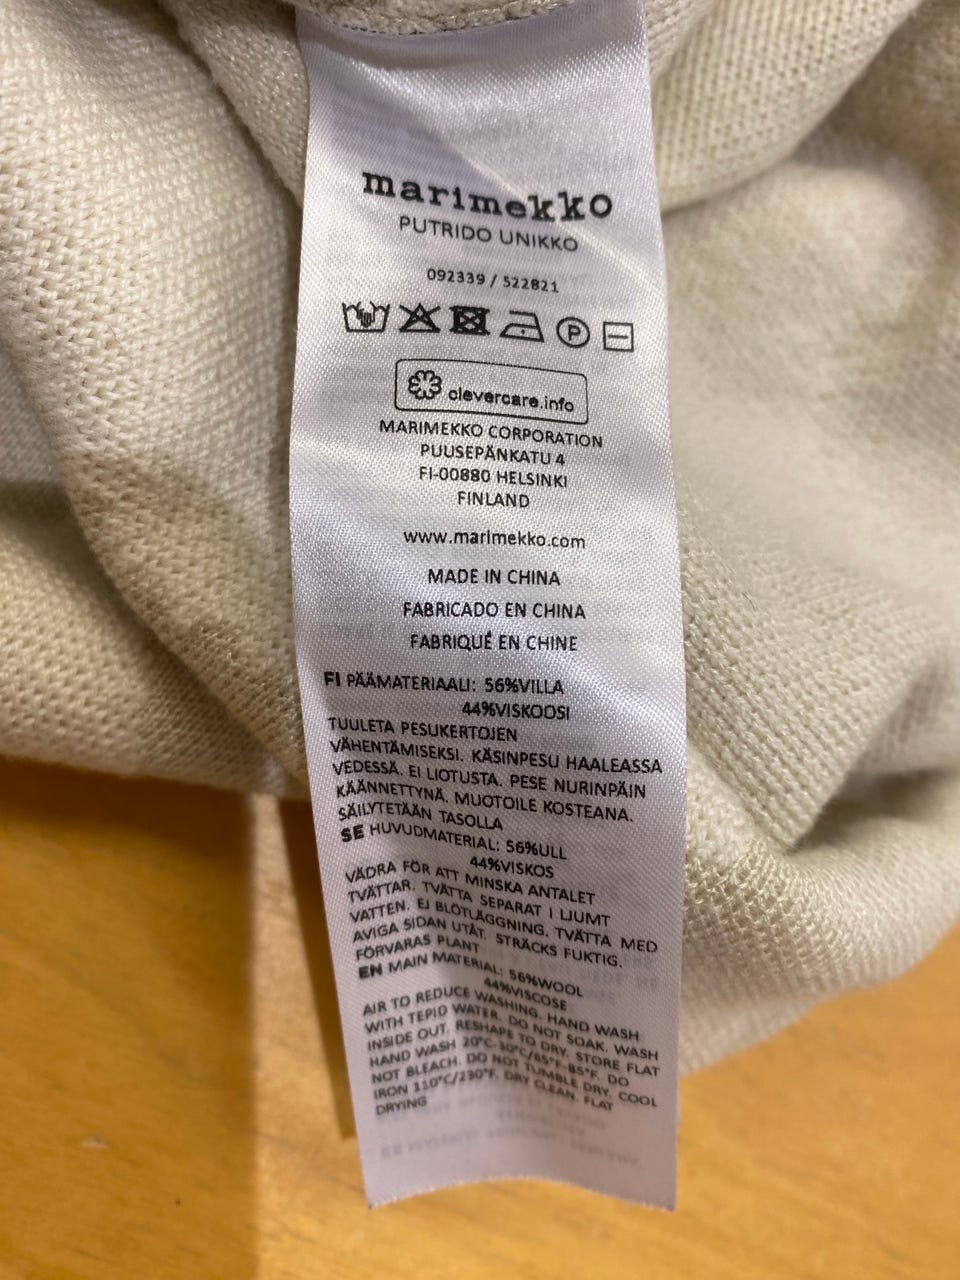 marimekko
PUTRIDO UNIKKO
092339 / 522821
P
clevercare.info
MARIMEKKO CORPORATION
PUUSEPÄNKATU 4
FI-00880 HELSINKI
FINLAND
www.marimekko.com
MADE IN CHINA
FABRICADO EN CHINA
FABRIQUÉ EN CHINE
FI PÄÄMATERIAALI: 56%VILLA
44%VISKOOSI
TUULETA PESUKERTOJEN
VÄHENTÄMISEKSI. KÄSINPESU HAALEASSA
VEDESSÄ. EI LIOTUSTA. PESE NURINPÄIN
KÄÄNNETTYNÄ. MUOTOILE KOSTEANA.
SÄILYTETÄÄN TASOLLA
SE HUVUDMATERIAL: 56%ULL
44%VISKOS
VÄDRA FÖR ATT MINSKA ANTALET
TVÄTTAR. TVÄTTA SEPARAT I LJUMT
VATTEN. EJ BLÖTLÄGGNING. TVÄTTA MED
AVIGA SIDAN UTÅT. STRÄCKS FUKTIG.
FÖRVARAS PLANT
EN MAIN MATERIAL: 56%WOOL
44%VISCOSE
AIR TO REDUCE WASHING. HAND WASH
WITH TEPID WATER. DO NOT SOAK. WASH
INSIDE OUT. RESHAPE TO DRY. STORE FLAT
HAND WASH 20°C-30°C/65°F-85°F. DO
NOT BLEACH. DO NOT TUMBLE DRY. COOL
IRON 110°C/230°F. DRY CLEAN. FLAT
DRYING